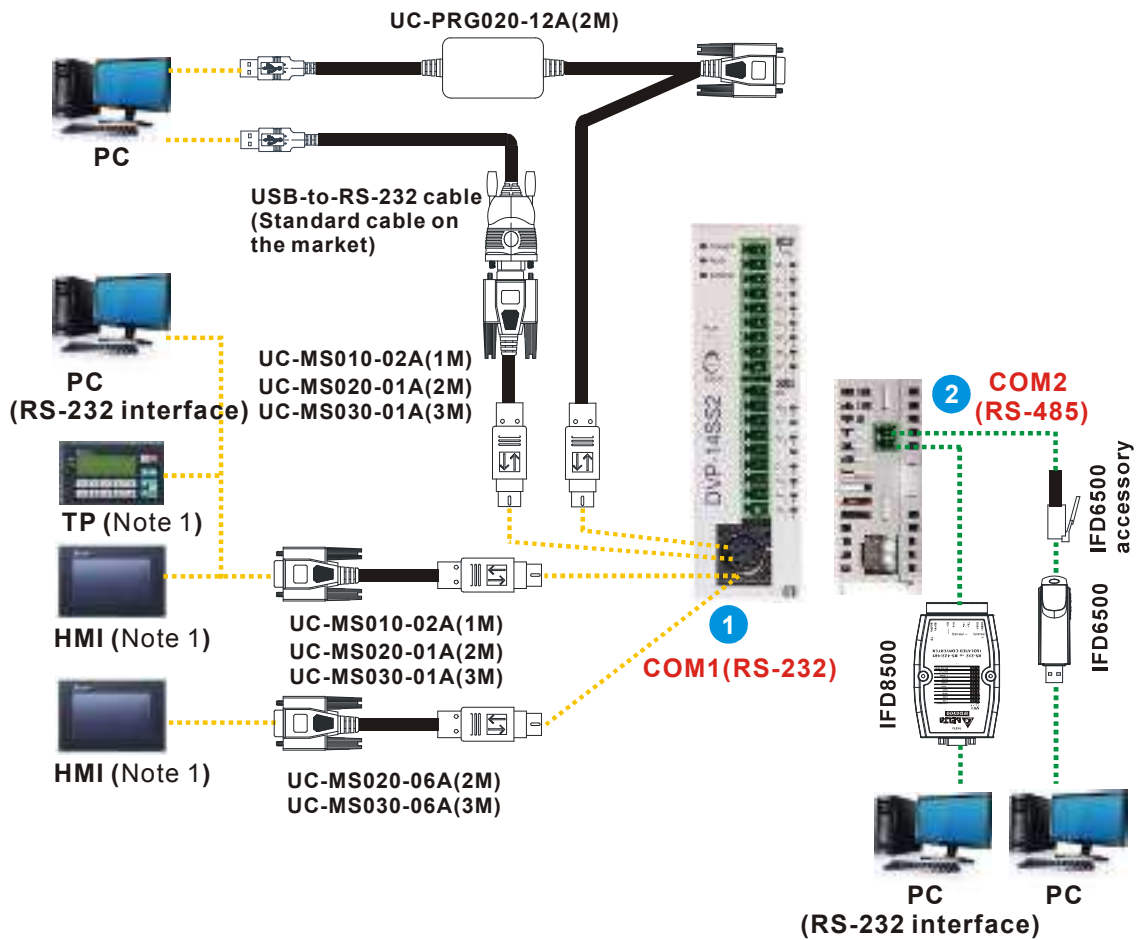 UC-PRG020-12A(2M)
PC
USB-to-RS-232 cable
(Standard cable on
the market)
PC
(RS-232 interface)
UC-MS010-02A(1M)
UC-MS020-01A(2M)
UC-MS030-01A(3M)
TP (Note 1)
HMI (Note 1)
UC-MS010-02A(1M)
UC-MS020-01A(2M)
UC-MS030-01A(3M)
HMI (Note 1)
UC-MS020-06A(2M)
UC-MS030-06A(3M)
DVP-14SS2
1
COM1(RS-232)
2
COM2
(RS-485)
IFD6500
accessory
IFD6500
IFD8500
PC
(RS-232 interface)
PC